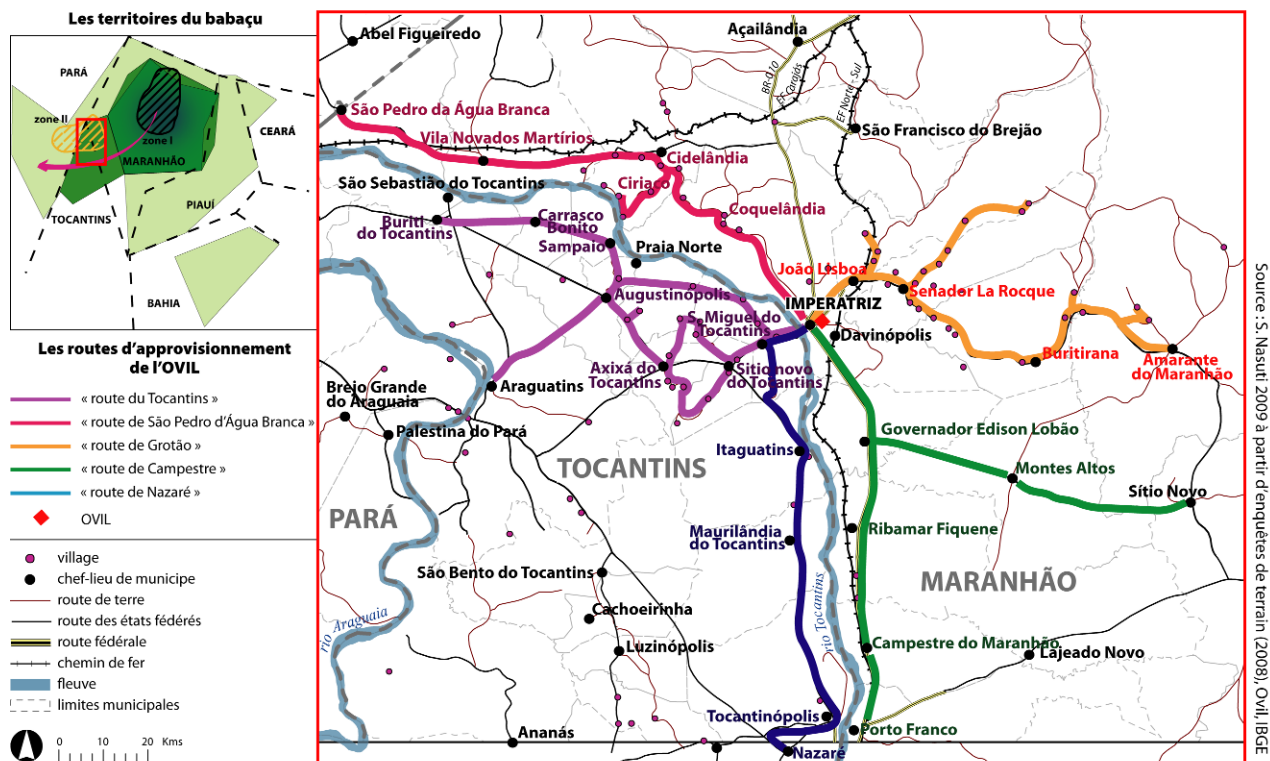 Les territoires du babaçu
PARÁ
zone II
zone I
MARANHÃO
CEARÁ
TOCANTINS
PIAUÍ
BAHIA
Les routes d'approvisionnement
de l'OVIL
« route du Tocantins »
« route de São Pedro d'Água Branca »
« route de Grotão »
« route de Campestre »
« route de Nazaré »
OVIL
village
chef-lieu de municipe
route de terre
route des états fédérés
route fédérale
chemin de fer
fleuve
limites municipales
0 10 20 Kms
Abel Figueiredo
Açailândia
BR-010
EF Carajás
EF Norte - Sul
São Pedro da Água Branca
Vila Novados Martírios
São Francisco do Brejão
Cidelândia
São Sebastião do Tocantins
Ciriaco
Coquelândia
Buriti
do Tocantins
Carrasco
Bonito
Sampaio
Praia Norte
João Lisboa
Senador La Rocque
Augustinópolis
IMPERATRIZ
S. Miguel do
Tocantins
Davinópolis
Buritirana
Amarante
do Maranhão
Axixá do
Tocantins
Sitio novo
do Tocantins
Araguatins
Brejo Grande
do Araguaia
Palestina do Pará
Governador Edison Lobão
Itaguatins
TOCANTINS
Montes Altos
Sítio Novo
PARÁ
Maurilândia
do Tocantins
Ribamar Fiquene
São Bento do Tocantins
MARANHÃO
rio Araguaia
rio Tocantins
Cachoeirinha
Luzinópolis
Campestre do Maranhão
Lajeado Novo
Tocantinópolis
Porto Franco
Ananás
Nazaré
Source : S. Nasuti 2009 à partir d'enquêtes de terrain (2008), Ovil, IBGE